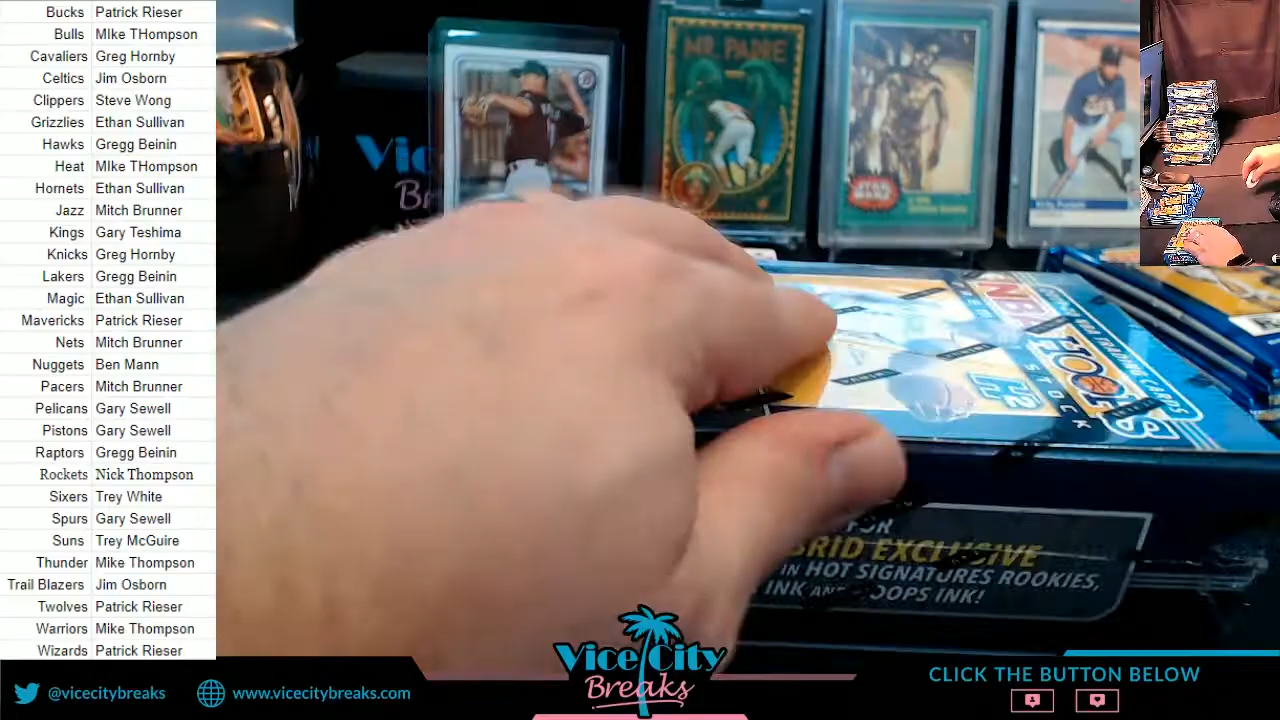 Bucks Patrick Rieser
Bulls MIke THompson
Cavaliers Greg Hornby
Celtics Jim Osborn
Clippers Steve Wong
Grizzlies Ethan Sullivan
Hawks Gregg Beinin
Heat MIke THompson
Hornets Ethan Sullivan
Jazz Mitch Brunner
Kings Gary Teshima
Knicks Greg Hornby
Lakers Gregg Beinin
Magic Ethan Sullivan
Mavericks Patrick Rieser
Nets Mitch Brunner
Nuggets Ben Mann
Pacers Mitch Brunner
Pelicans Gary Sewell
Pistons Gary Sewell
Raptors Gregg Beinin
Rockets Nick Thompson
Sixers Trey White
Spurs Gary Sewell
Suns Trey McGuire
Thunder Mike Thompson
Trail Blazers Jim Osborn
Twolves Patrick Rieser
Warriors Mike Thompson
Wizards Patrick Rieser
MR. PADRE
STAR WARS
NBA HOOPS
TRADING CARDS
STOCK
FOR
BRID EXCLUSIVE
IN HOT SIGNATURES ROOKIES,
INK AND HOOPS INK!
Vice City
Breaks
@vicecitybreaks
www.vicecitybreaks.com
CLICK THE BUTTON BELOW